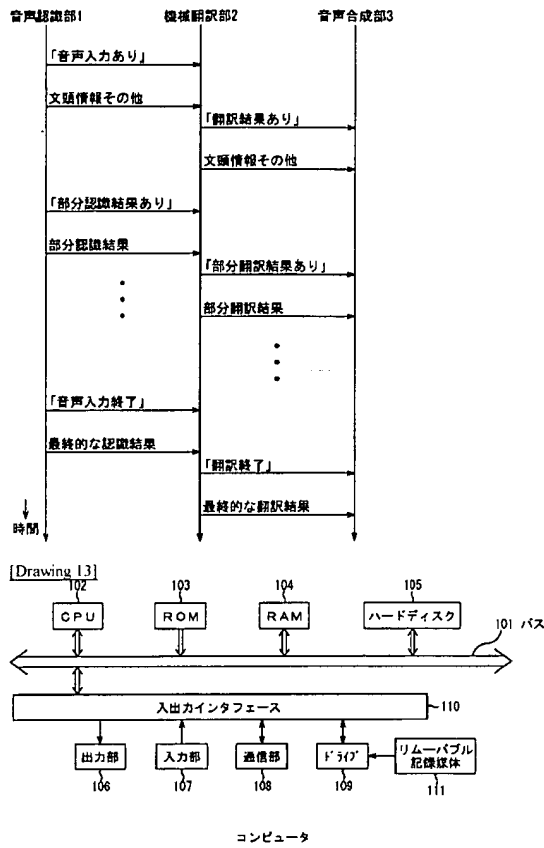 音声認識部1 機械翻訳部2 音声合成部3
「音声入力あり」
文頭情報その他
「翻訳結果あり」
文頭情報その他
「部分認識結果あり」
部分認識結果
「部分翻訳結果あり」
部分翻訳結果
「音声入力終了」
最終的な認識結果
「翻訳終了」
最終的な翻訳結果
時間
[Drawing 13]
102 103 104 105
CPU ROM RAM ハードディスク
101 バス
入出力インタフェース 110
出力部 入力部 通信部 ドライブ リムーバブル
記録媒体
106 107 108 109 111
コンピュータ